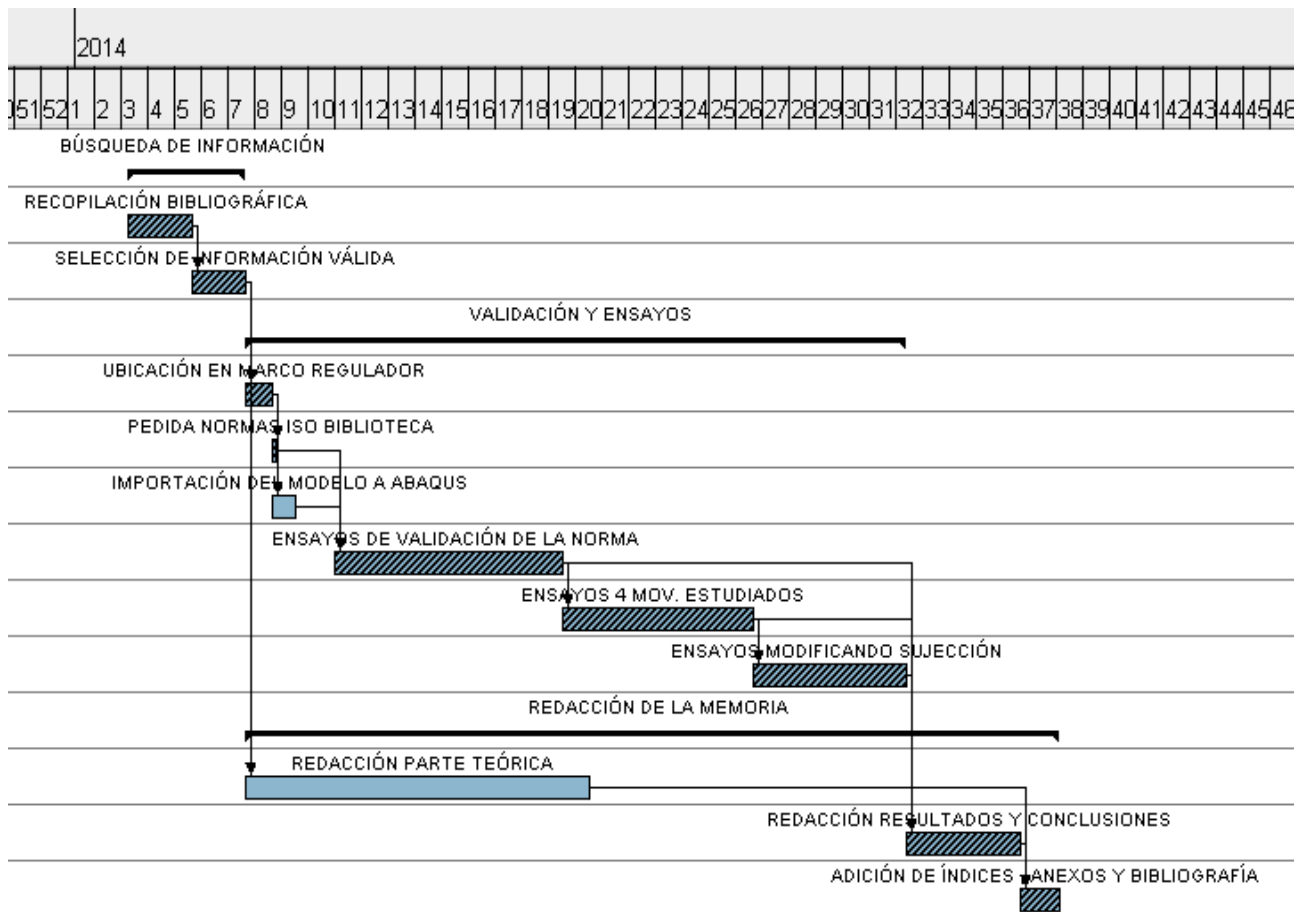 2014
51 52 1 2 3 4 5 6 7 8 9 10 11 12 13 14 15 16 17 18 19 20 21 22 23 24 25 26 27 28 29 30 31 32 33 34 35 36 37 38 39 40 41 42 43 44 45 46
BÚSQUEDA DE INFORMACIÓN
RECOPILACIÓN BIBLIOGRÁFICA
SELECCIÓN DE INFORMACIÓN VÁLIDA
VALIDACIÓN Y ENSAYOS
UBICACIÓN EN MARCO REGULADOR
PEDIDA NORMAS ISO BIBLIOTECA
IMPORTACIÓN DEL MODELO A ABAQUS
ENSAYOS DE VALIDACIÓN DE LA NORMA
ENSAYOS 4 MOV. ESTUDIADOS
ENSAYOS MODIFICANDO SUJECCIÓN
REDACCIÓN DE LA MEMORIA
REDACCIÓN PARTE TEÓRICA
REDACCIÓN RESULTADOS Y CONCLUSIONES
ADICIÓN DE ÍNDICES ANEXOS Y BIBLIOGRAFÍA